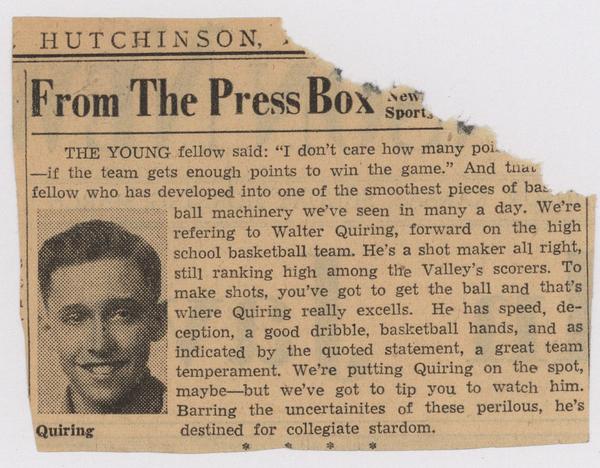 HUTCHINSON,
From The Press Box
New
Sports
THE YOUNG fellow said: "I don't care how many
—if the team gets enough points to win the game." And that
fellow who has developed into one of the smoothest pieces of
ball machinery we've seen in many a day. We're
refering to Walter Quiring, forward on the high
school basketball team. He's a shot maker all right,
still ranking high among the Valley's scorers. To
make shots, you've got to get the ball and that's
where Quiring really excells. He has speed, de-
ception, a good dribble, basketball hands, and as
indicated by the quoted statement, a great team
temperament. We're putting Quiring on the spot,
maybe—but we've got to tip you to watch him.
Barring the uncertainites of these perilous, he's
destined for collegiate stardom.
* * * *
Quiring